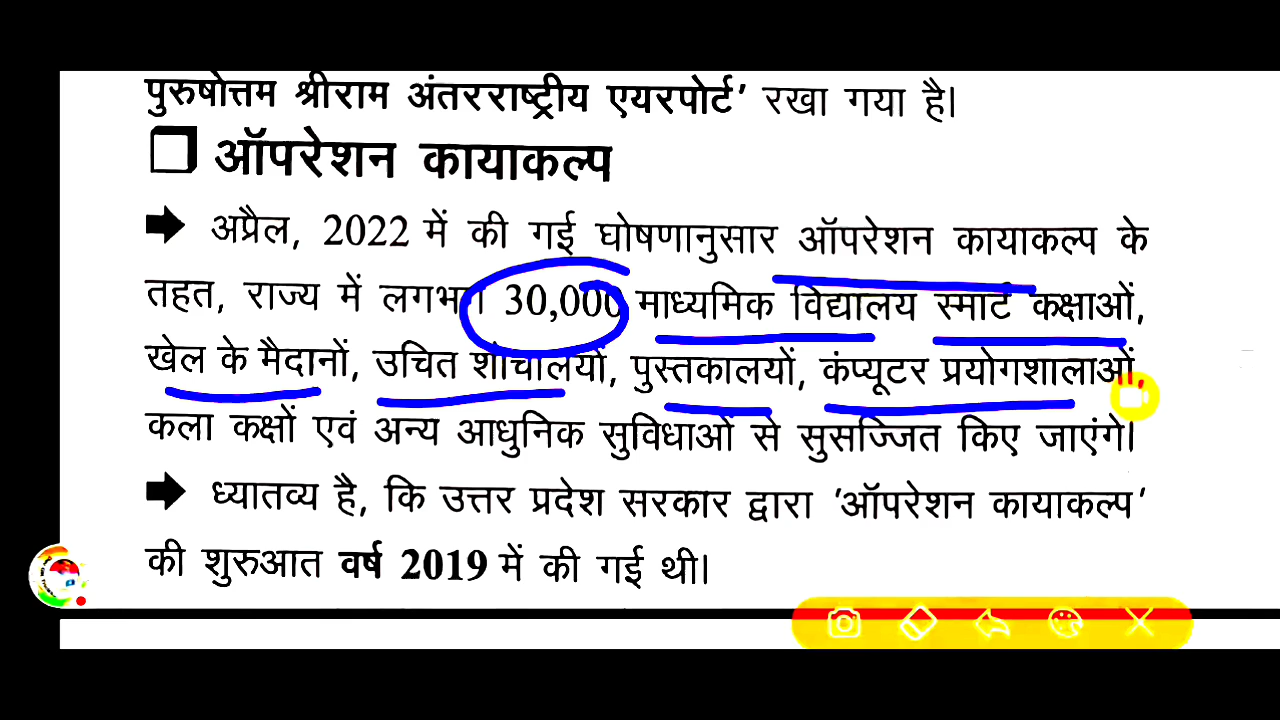 पुरुषोत्तम श्रीराम अंतरराष्ट्रीय एयरपोर्ट’ रखा गया है।
ऑपरेशन कायाकल्प
अप्रैल, 2022 में की गई घोषणानुसार ऑपरेशन कायाकल्प के
तहत, राज्य में लगभग 30,000 माध्यमिक विद्यालय स्मार्ट कक्षाओं,
खेल के मैदानों, उचित शौचालयों, पुस्तकालयों, कंप्यूटर प्रयोगशालाओं,
कला कक्षों एवं अन्य आधुनिक सुविधाओं से सुसज्जित किए जाएंगे।
ध्यातव्य है, कि उत्तर प्रदेश सरकार द्वारा ‘ऑपरेशन कायाकल्प’
की शुरुआत वर्ष 2019 में की गई थी।